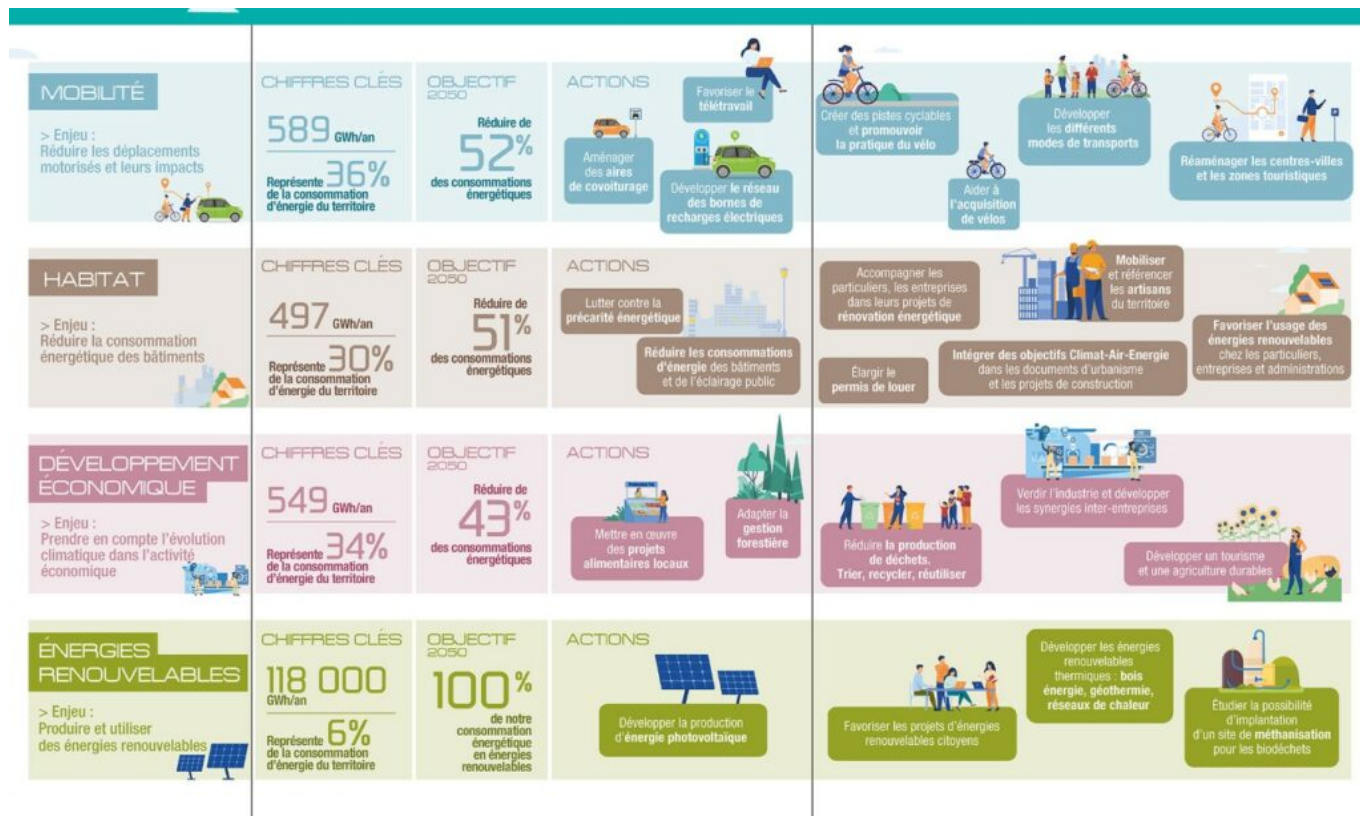 MOBILITÉ
> Enjeu :
Réduire les déplacements
motorisés et leurs impacts
CHIFFRES CLÉS
589 GWh/an
Représente 36%
de la consommation
d'énergie du territoire
OBJECTIF
2050
Réduire de
52%
des consommations
énergétiques
ACTIONS
Aménager
des aires
de covoiturage
Favoriser le
télétravail
Développer le réseau
des bornes de
recharges électriques
Créer des pistes cyclables
et promouvoir
la pratique du vélo
Aider à
l'acquisition
de vélos
Développer
les différents
modes de transports
Réaménager les centres-villes
et les zones touristiques
HABITAT
> Enjeu :
Réduire la consommation
énergétique des bâtiments
CHIFFRES CLÉS
497 GWh/an
Représente 30%
de la consommation
d'énergie du territoire
OBJECTIF
2050
Réduire de
51%
des consommations
énergétiques
ACTIONS
Lutter contre la
précarité énergétique
Réduire les consommations
d'énergie des bâtiments
et de l'éclairage public
Accompagner les
particuliers, les entreprises
dans leurs projets de
rénovation énergétique
Élargir le
permis de louer
Mobiliser
et référencer
les artisans
du territoire
Intégrer des objectifs Climat-Air-Energie
dans les documents d'urbanisme
et les projets de construction
Favoriser l'usage des
énergies renouvelables
chez les particuliers,
entreprises et administrations
DÉVELOPPEMENT
ÉCONOMIQUE
> Enjeu :
Prendre en compte l'évolution
climatique dans l'activité
économique
CHIFFRES CLÉS
549 GWh/an
Représente 34%
de la consommation
d'énergie du territoire
OBJECTIF
2050
Réduire de
43%
des consommations
énergétiques
ACTIONS
Mettre en œuvre
des projets
alimentaires locaux
Adapter la
gestion
forestière
Réduire la production
de déchets.
Trier, recycler, réutiliser
Verdir l'industrie et développer
les synergies inter-entreprises
Développer un tourisme
et une agriculture durables
ÉNERGIES
RENOUVELABLES
> Enjeu :
Produire et utiliser
des énergies renouvelables
CHIFFRES CLÉS
118 000
GWh/an
Représente 6%
de la consommation
d'énergie du territoire
OBJECTIF
2050
100%
de notre
consommation
énergétique
en énergies
renouvelables
ACTIONS
Développer la production
d'énergie photovoltaïque
Favoriser les projets d'énergies
renouvelables citoyens
Développer les énergies
renouvelables
thermiques : bois
énergie, géothermie,
réseaux de chaleur
Étudier la possibilité
d'implantation
d'un site de méthanisation
pour les biodéchets